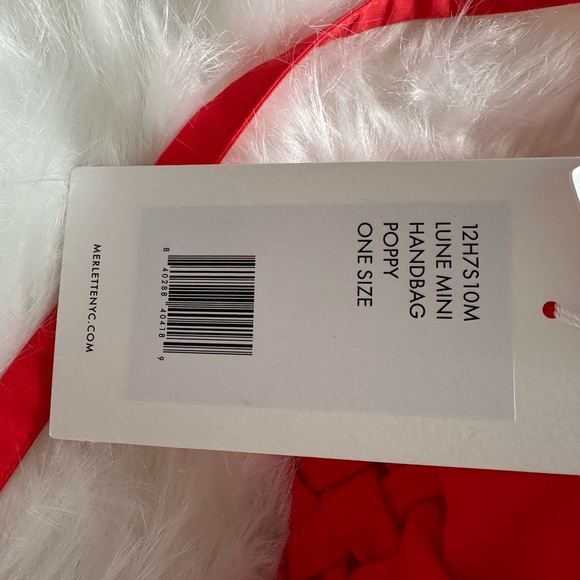 12H7S10M
LUNE MINI
HANDBAG
POPPY
ONE SIZE
8 40288 40418 9
MERLETTENYC.COM